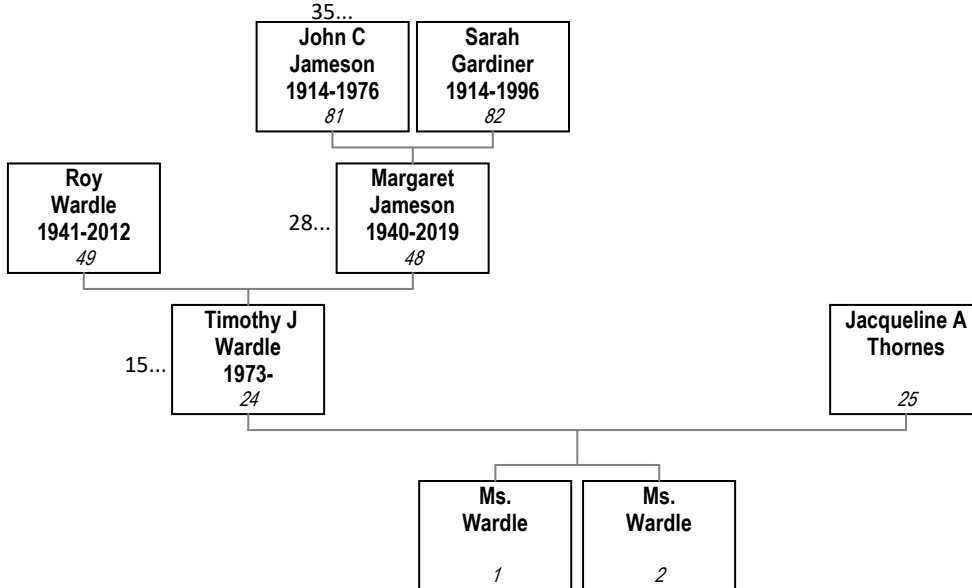 35...
John C
Jameson
1914-1976
81
Sarah
Gardiner
1914-1996
82
Roy
Wardle
1941-2012
49
28...
Margaret
Jameson
1940-2019
48
15...
Timothy J
Wardle
1973-
24
Jacqueline A
Thornes
25
Ms.
Wardle
1
Ms.
Wardle
2